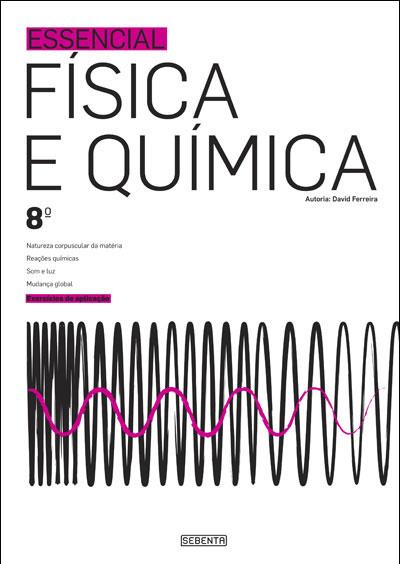 ESSENCIAL
FÍSICA
E QUÍMICA
Autoria: David Ferreira
8º
Natureza corpuscular da matéria
Reações químicas
Som e luz
Mudança global
Exercícios de aplicação
SEBENTA